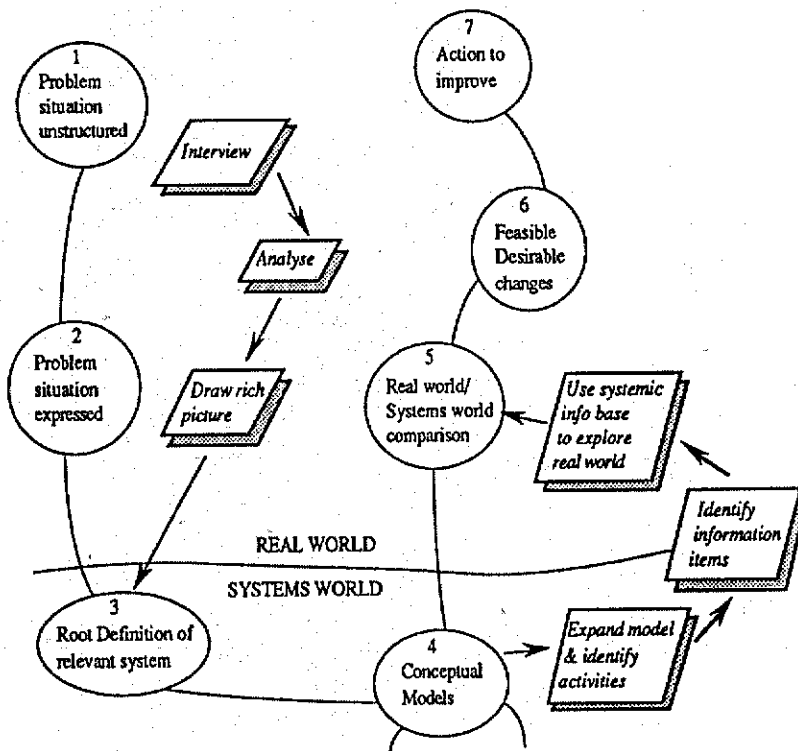 1
Problem
situation
unstructured
Interview
Analyse
2
Problem
situation
expressed
Draw rich
picture
7
Action to
improve
6
Feasible
Desirable
changes
5
Real world/
Systems world
comparison
Use systemic
info base
to explore
real world
Identify
information
items
REAL WORLD
SYSTEMS WORLD
3
Root Definition of
relevant system
4
Conceptual
Models
Expand model
& identify
activities